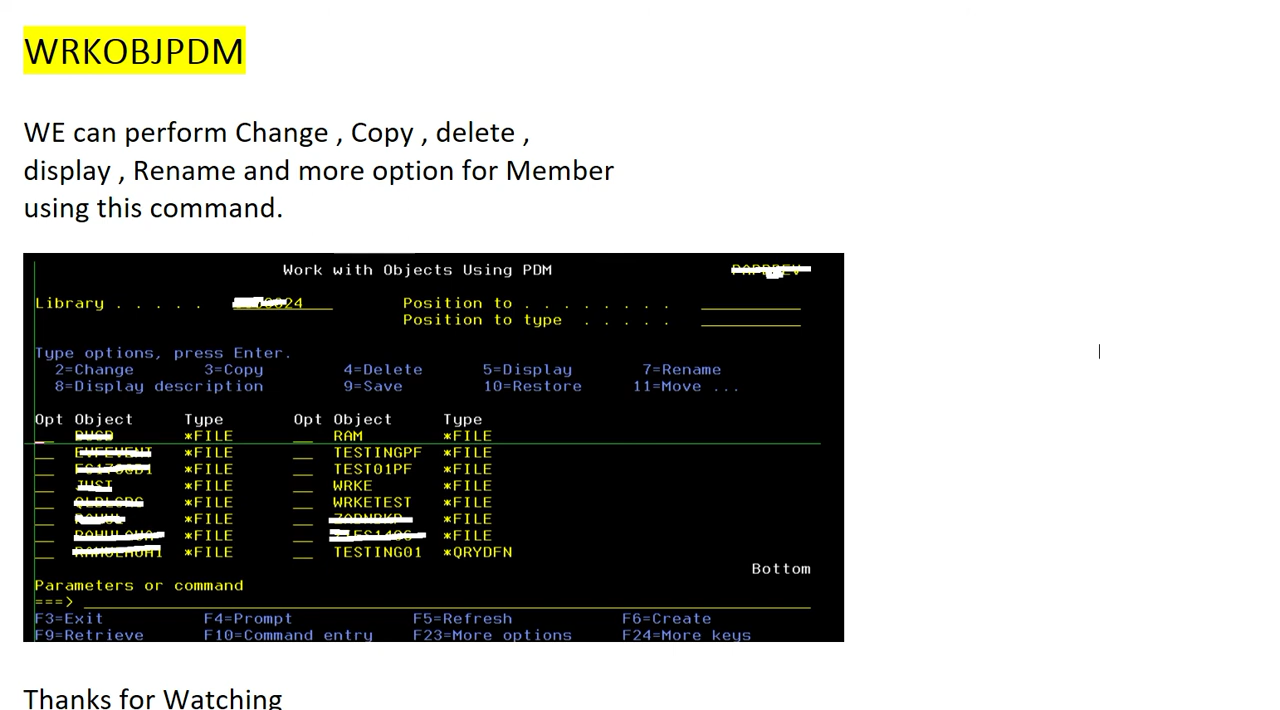 WRKOBJPDM
WE can perform Change , Copy , delete ,
display , Rename and more option for Member
using this command.
Work with Objects Using PDM
Library . . . . . 24 Position to . . . . . . . .
Position to type . . . . .
Type options, press Enter.
2=Change 3=Copy 4=Delete 5=Display 7=Rename
8=Display description 9=Save 10=Restore 11=Move ...
Opt Object Type Opt Object Type
*FILE RAM *FILE
*FILE TESTINGPF *FILE
*FILE TEST01PF *FILE
*FILE WRKE *FILE
*FILE WRKETEST *FILE
*FILE *FILE
*FILE *FILE
*FILE TESTING01 *QRYDFN
Bottom
Parameters or command
===>
F3=Exit F4=Prompt F5=Refresh F6=Create
F9=Retrieve F10=Command entry F23=More options F24=More keys
Thanks for Watching